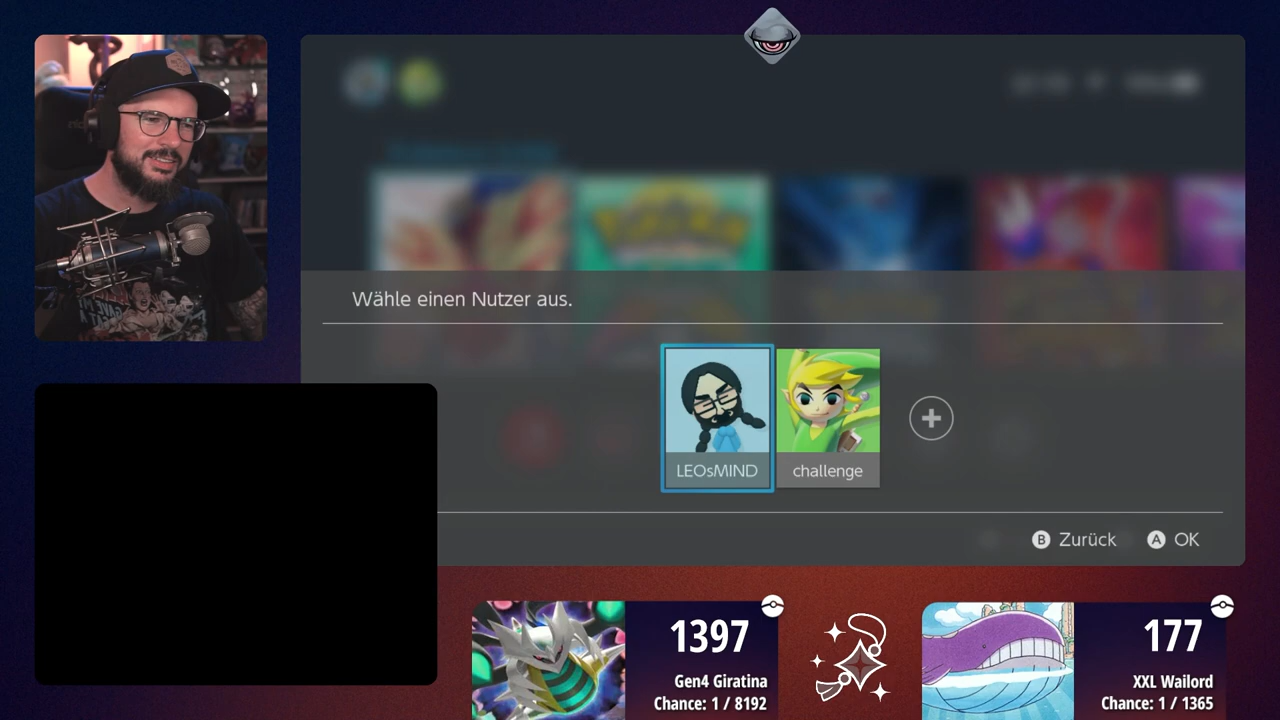 Wähle einen Nutzer aus.
LEOsMIND
challenge
B Zurück
A OK
1397
Gen4 Giratina
Chance: 1 / 8192
177
XXL Wailord
Chance: 1 / 1365